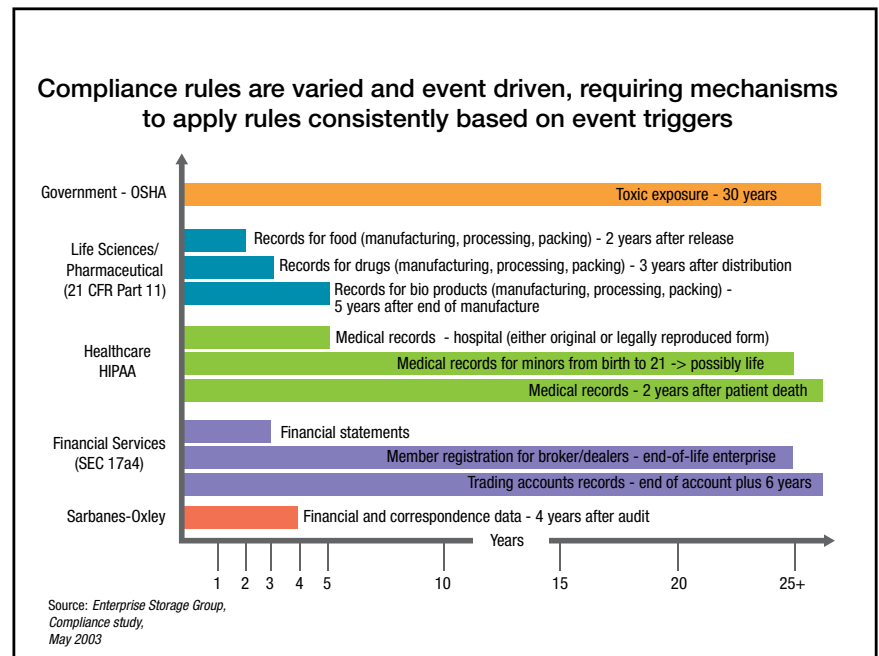 Compliance rules are varied and event driven, requiring mechanisms
to apply rules consistently based on event triggers
Government - OSHA
Toxic exposure - 30 years
Life Sciences/
Pharmaceutical
(21 CFR Part 11)
Records for food (manufacturing, processing, packing) - 2 years after release
Records for drugs (manufacturing, processing, packing) - 3 years after distribution
Records for bio products (manufacturing, processing, packing) -
5 years after end of manufacture
Healthcare
HIPAA
Medical records - hospital (either original or legally reproduced form)
Medical records for minors from birth to 21 -> possibly life
Medical records - 2 years after patient death
Financial Services
(SEC 17a4)
Financial statements
Member registration for broker/dealers - end-of-life enterprise
Trading accounts records - end of account plus 6 years
Sarbanes-Oxley
Financial and correspondence data - 4 years after audit
Years
1 2 3 4 5 10 15 20 25+
Source: Enterprise Storage Group,
Compliance study,
May 2003